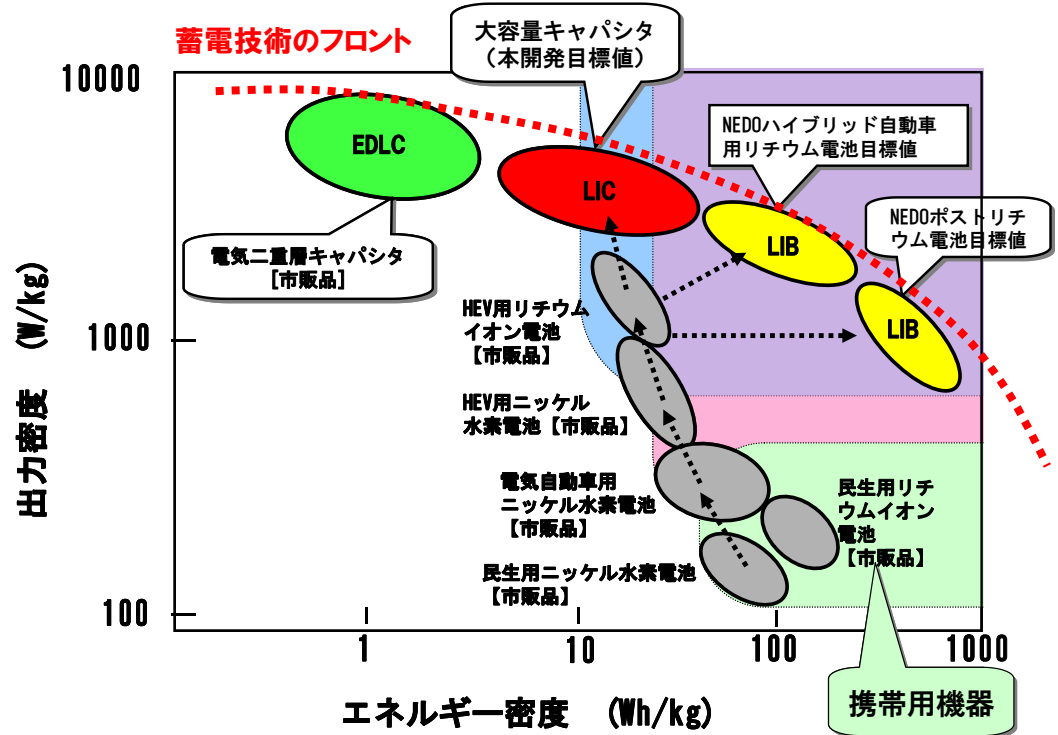 蓄電技術のフロント
大容量キャパシタ
（本開発目標値）
10000
NEDOハイブリッド自動車
用リチウム電池目標値
EDLC
LIC
NEDOポストリチ
ウム電池目標値
LIB
電気二重層キャパシタ
[市販品]
出力密度 (W/kg)
HEV用リチウム
イオン電池
【市販品】
1000
LIB
HEV用ニッケル
水素電池【市販品】
電気自動車用
ニッケル水素電池
【市販品】
民生用リチ
ウムイオン
電池
【市販品】
民生用ニッケル水素電池
【市販品】
100
1
10
100
1000
携帯用機器
エネルギー密度 (Wh/kg)